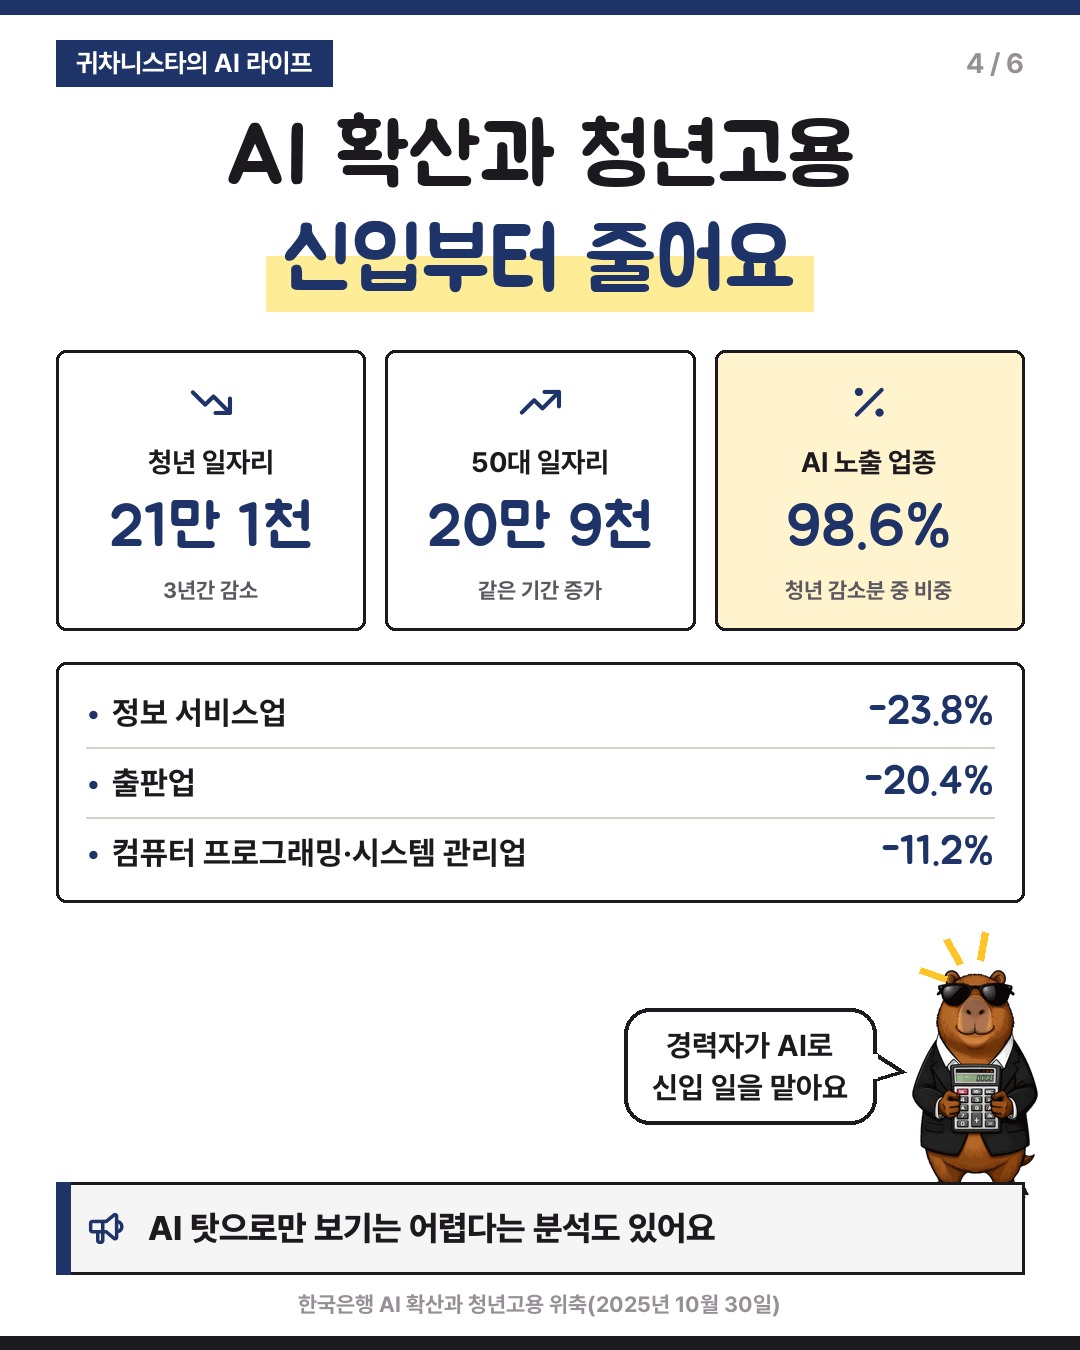 귀차니스타의 AI 라이프
4 / 6
AI 확산과 청년고용
신입부터 줄어요
청년 일자리
21만 1천
3년간 감소
50대 일자리
20만 9천
같은 기간 증가
AI 노출 업종
98.6%
청년 감소분 중 비중
• 정보 서비스업 -23.8%
• 출판업 -20.4%
• 컴퓨터 프로그래밍·시스템 관리업 -11.2%
경력자가 AI로
신입 일을 맡아요
AI 탓으로만 보기는 어렵다는 분석도 있어요
한국은행 AI 확산과 청년고용 위축(2025년 10월 30일)